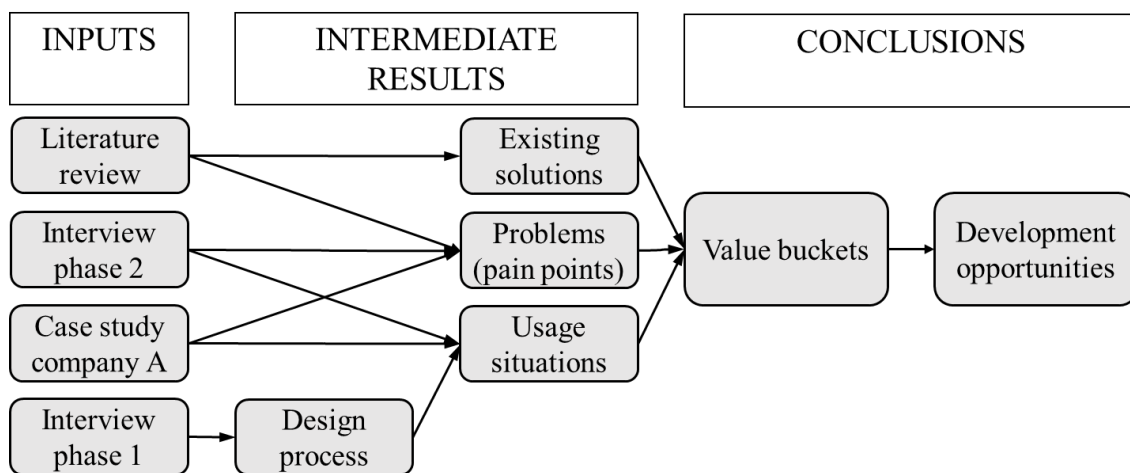 INPUTS
INTERMEDIATE
RESULTS
CONCLUSIONS
Literature
review
Existing
solutions
Interview
phase 2
Problems
(pain points)
Value buckets
Development
opportunities
Case study
company A
Usage
situations
Interview
phase 1
Design
process